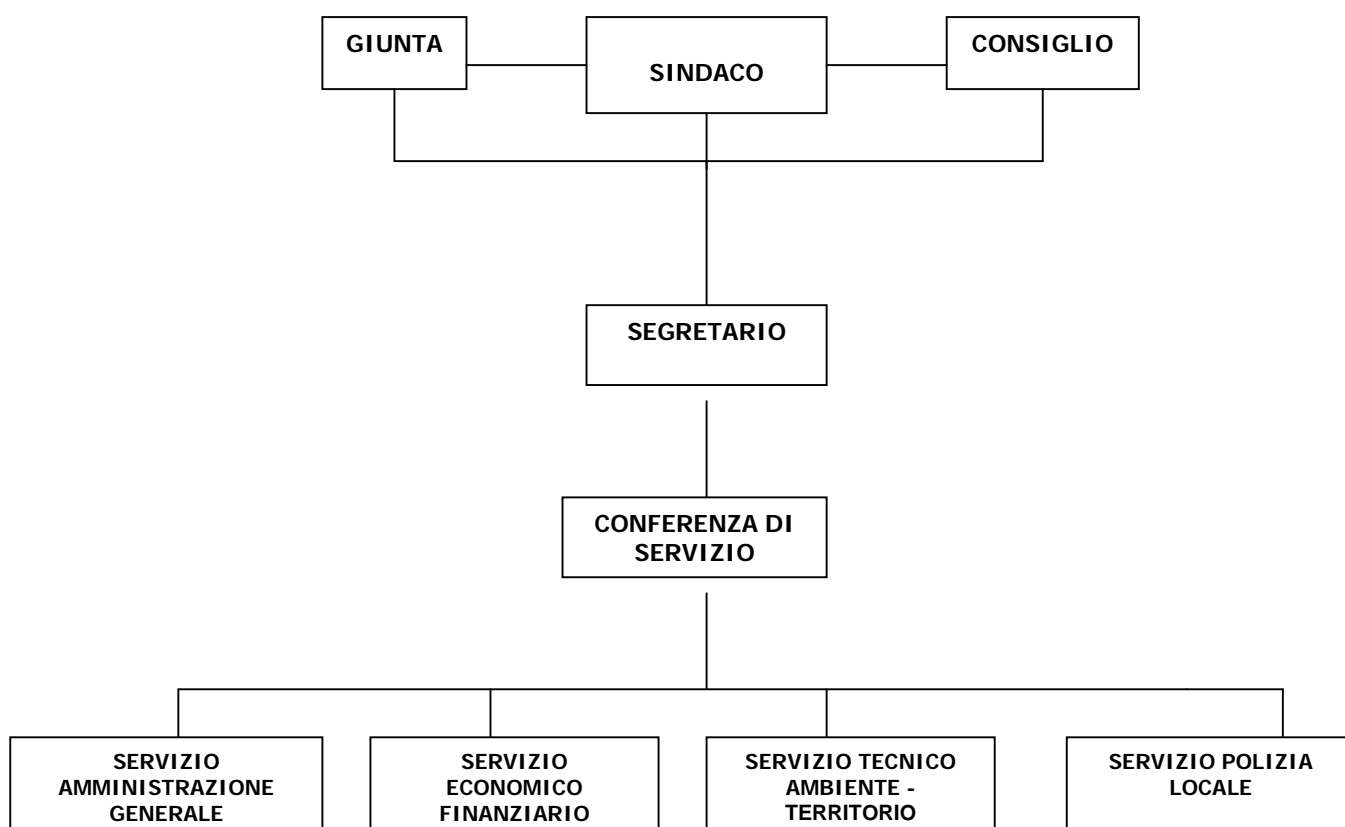 GIUNTA
SINDACO
CONSIGLIO
SEGRETARIO
CONFERENZA DI
SERVIZIO
SERVIZIO
AMMINISTRAZIONE
GENERALE
SERVIZIO
ECONOMICO
FINANZIARIO
SERVIZIO TECNICO
AMBIENTE -
TERRITORIO
SERVIZIO POLIZIA
LOCALE